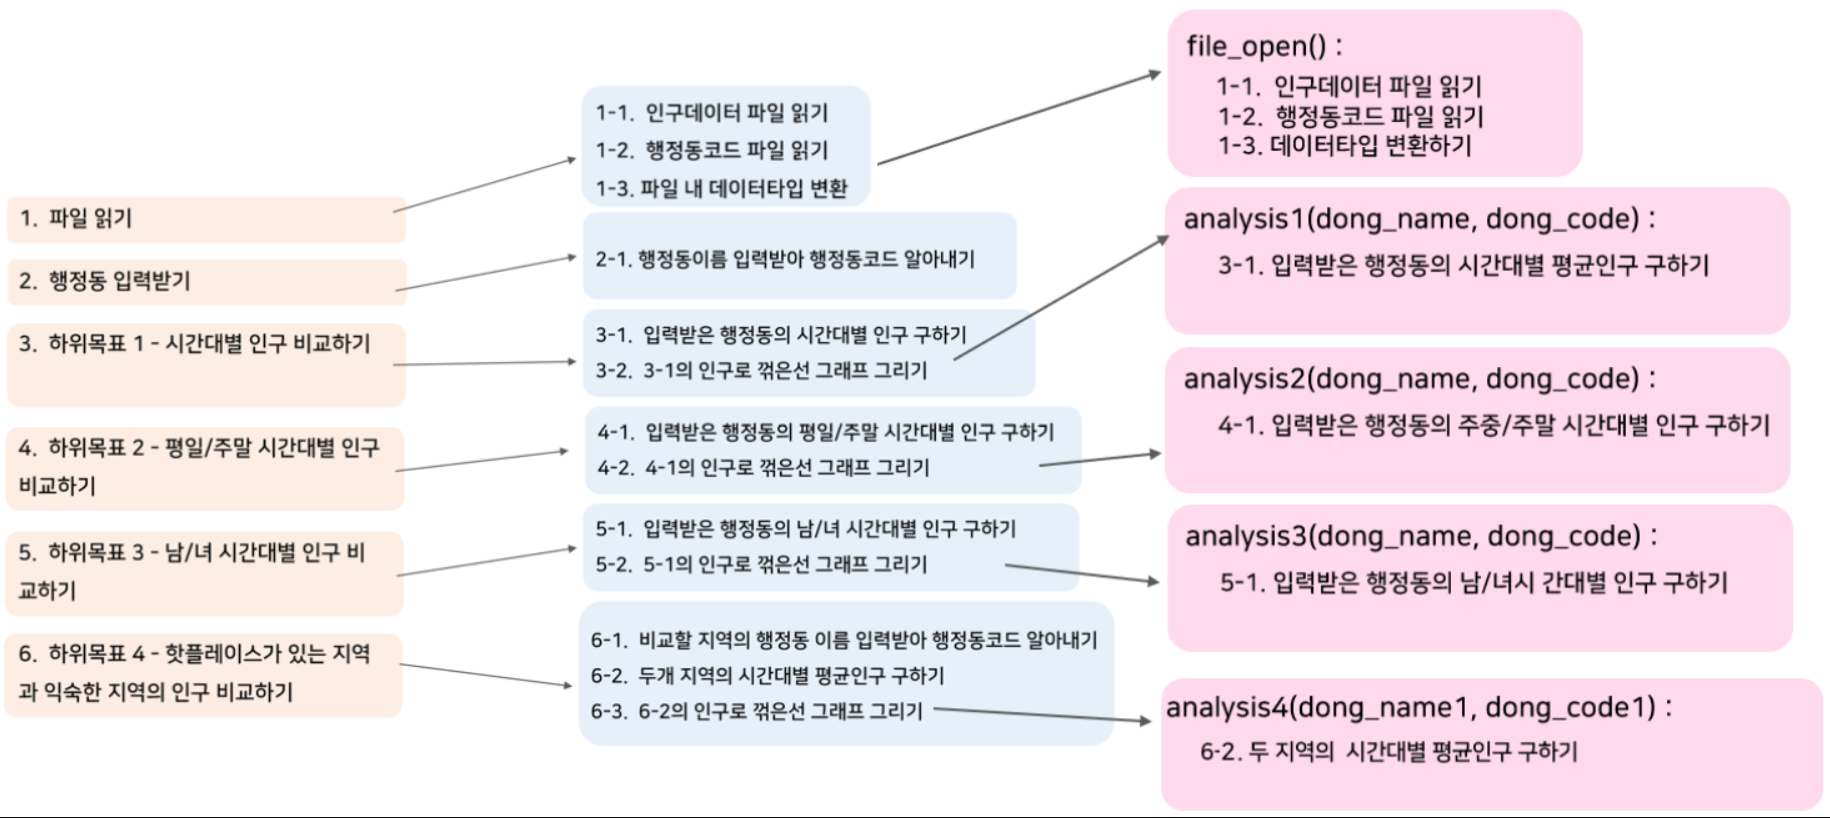 1. 파일 읽기
2. 행정동 입력받기
3. 하위목표 1 - 시간대별 인구 비교하기
4. 하위목표 2 - 평일/주말 시간대별 인구
비교하기
5. 하위목표 3 - 남/녀 시간대별 인구 비
교하기
6. 하위목표 4 - 핫플레이스가 있는 지역
과 익숙한 지역의 인구 비교하기
1-1. 인구데이터 파일 읽기
1-2. 행정동코드 파일 읽기
1-3. 파일 내 데이터타입 변환
2-1. 행정동이름 입력받아 행정동코드 알아내기
3-1. 입력받은 행정동의 시간대별 인구 구하기
3-2. 3-1의 인구로 꺾은선 그래프 그리기
4-1. 입력받은 행정동의 평일/주말 시간대별 인구 구하기
4-2. 4-1의 인구로 꺾은선 그래프 그리기
5-1. 입력받은 행정동의 남/녀 시간대별 인구 구하기
5-2. 5-1의 인구로 꺾은선 그래프 그리기
6-1. 비교할 지역의 행정동 이름 입력받아 행정동코드 알아내기
6-2. 두개 지역의 시간대별 평균인구 구하기
6-3. 6-2의 인구로 꺾은선 그래프 그리기
file_open() :
1-1. 인구데이터 파일 읽기
1-2. 행정동코드 파일 읽기
1-3. 데이터타입 변환하기
analysis1(dong_name, dong_code) :
3-1. 입력받은 행정동의 시간대별 평균인구 구하기
analysis2(dong_name, dong_code) :
4-1. 입력받은 행정동의 주중/주말 시간대별 인구 구하기
analysis3(dong_name, dong_code) :
5-1. 입력받은 행정동의 남/녀시 간대별 인구 구하기
analysis4(dong_name1, dong_code1) :
6-2. 두 지역의 시간대별 평균인구 구하기